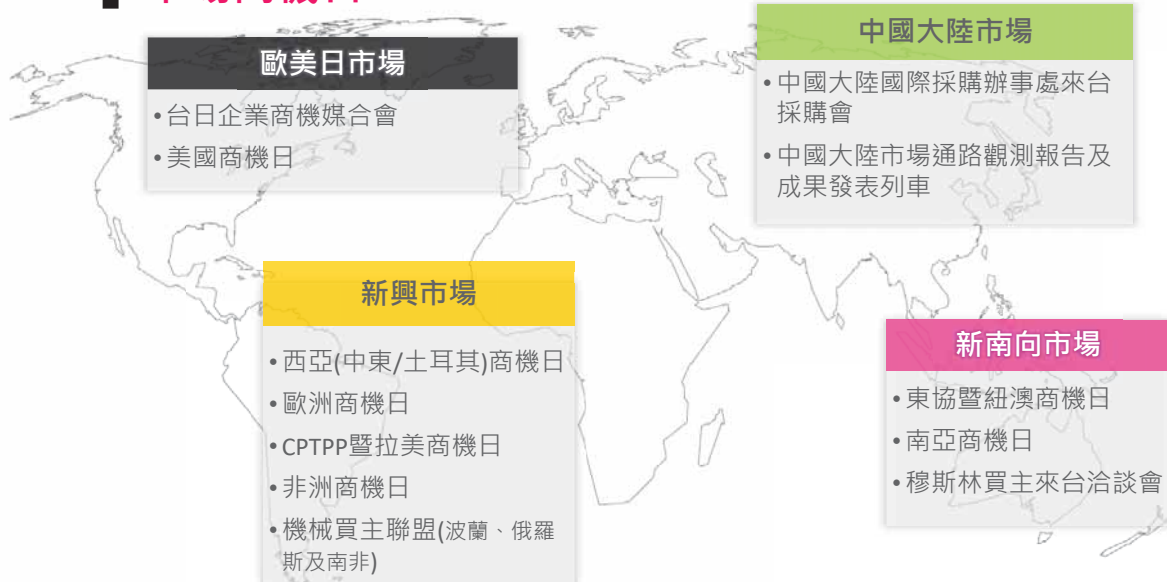 歐美日市場
•台日企業商機媒合會
•美國商機日
中國大陸市場
•中國大陸國際採購辦事處來台
採購會
•中國大陸市場通路觀測報告及
成果發表列車
新興市場
•西亞(中東/土耳其)商機日
•歐洲商機日
•CPTPP暨拉美商機日
•非洲商機日
•機械買主聯盟(波蘭、俄羅
斯及南非)
新南向市場
•東協暨紐澳商機日
•南亞商機日
•穆斯林買主來台洽談會